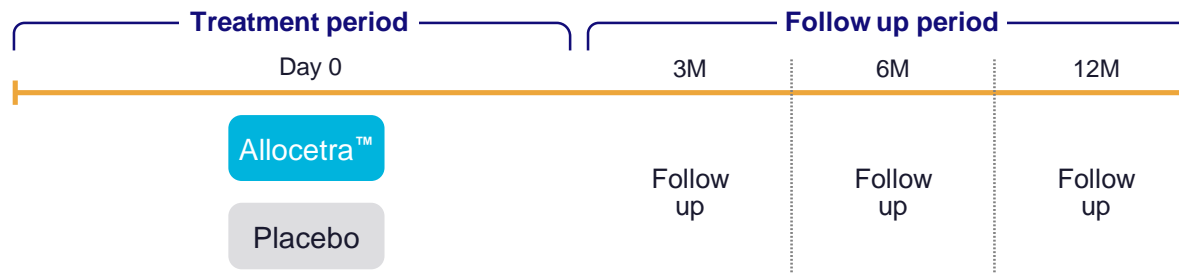 Treatment period
Follow up period
Day 0
3M
6M
12M
Allocetra™
Placebo
Follow
up
Follow
up
Follow
up